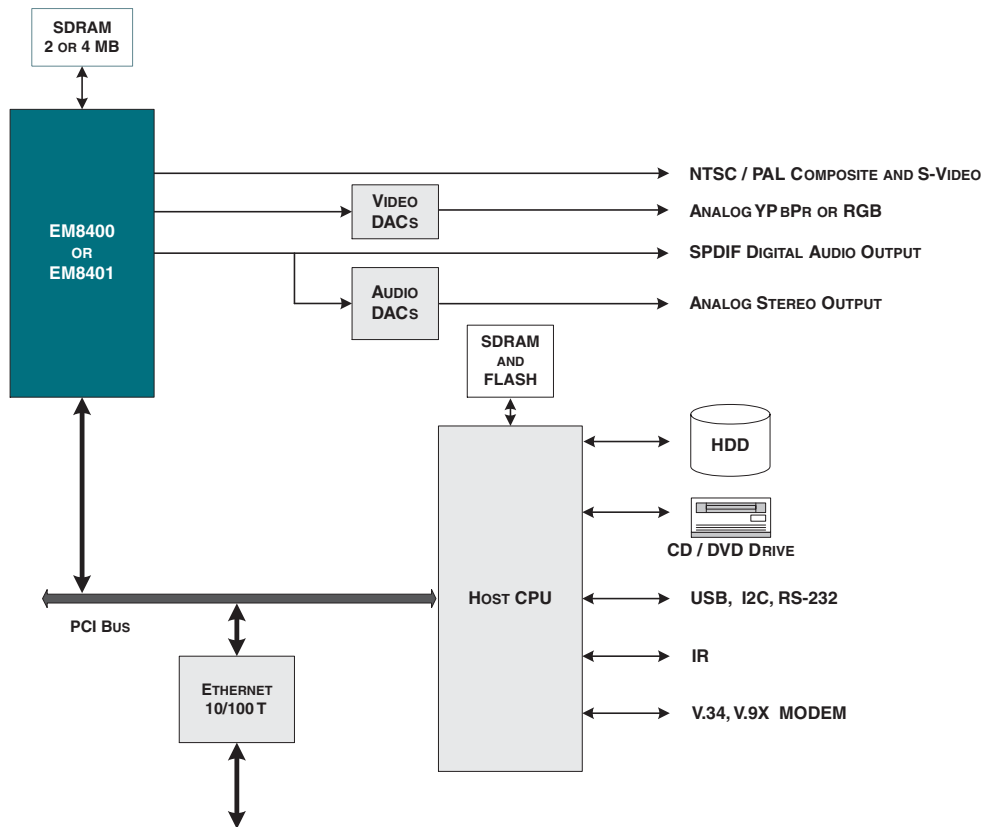 SDRAM
2 OR 4 MB
EM8400
OR
EM8401
NTSC / PAL COMPOSITE AND S-VIDEO
VIDEO
DACS
ANALOG YPBPR OR RGB
SPDIF DIGITAL AUDIO OUTPUT
AUDIO
DACS
ANALOG STEREO OUTPUT
SDRAM
AND
FLASH
HDD
CD / DVD DRIVE
HOST CPU
USB, I2C, RS-232
PCI BUS
IR
ETHERNET
10/100 T
V.34, V.9X MODEM